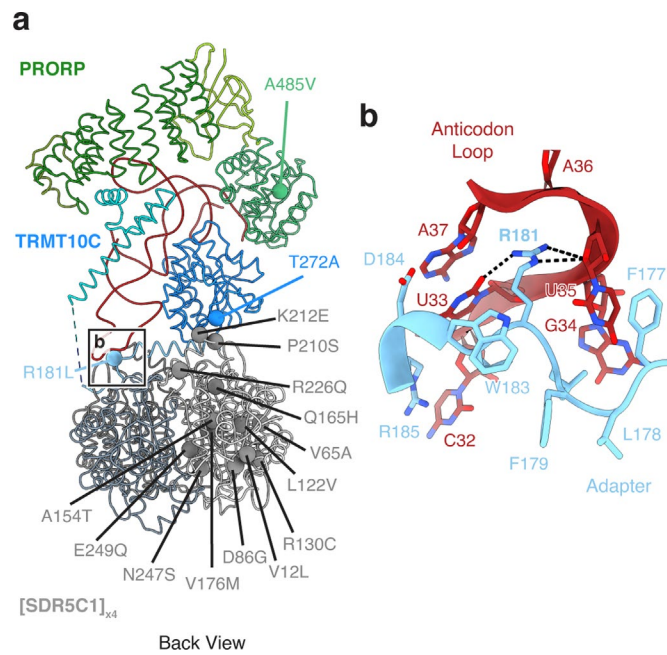 a
PRORP
A485V
TRMT10C
T272A
K212E
P210S
b
R181L
R226Q
Q165H
V65A
L122V
A154T
E249Q
R130C
N247S
D86G
V12L
V176M
[SDR5C1]x4
Back View
b
Anticodon
Loop
A36
A37
R181
D184
F177
U33
U35
G34
W183
R185
C32
L178
F179
Adapter